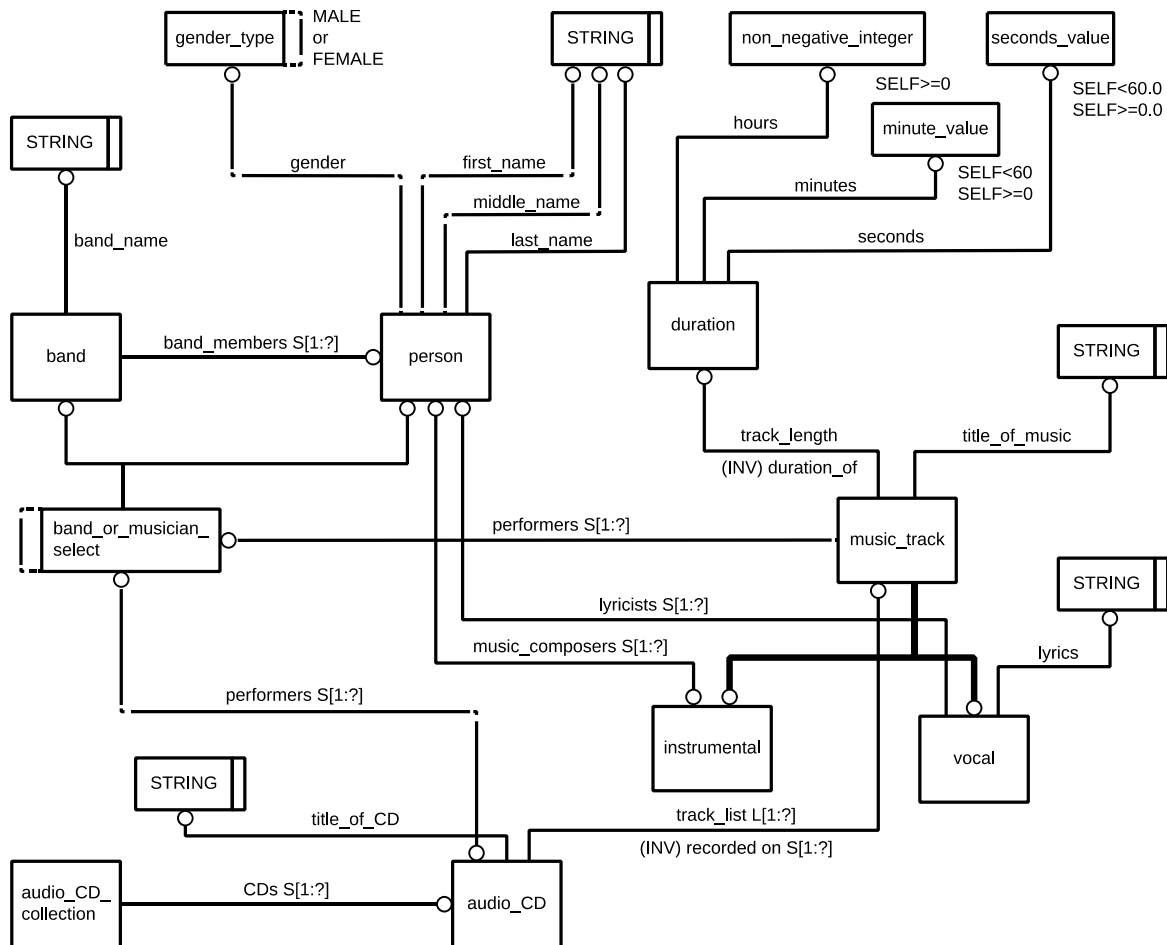 gender_type
MALE
or
FEMALE
STRING
non_negative_integer
SELF>=0
seconds_value
SELF<60.0
SELF>=0.0
hours
minute_value
SELF<60
SELF>=0
STRING
gender
first_name
minutes
middle_name
seconds
band_name
last_name
band
band_members S[1:?]
person
duration
STRING
track_length
(INV) duration_of
title_of_music
band_or_musician_
select
performers S[1:?]
music_track
STRING
lyricists S[1:?]
music_composers S[1:?]
lyrics
performers S[1:?]
instrumental
vocal
STRING
title_of_CD
track_list L[1:?]
(INV) recorded on S[1:?]
audio_CD_
collection
CDs S[1:?]
audio_CD